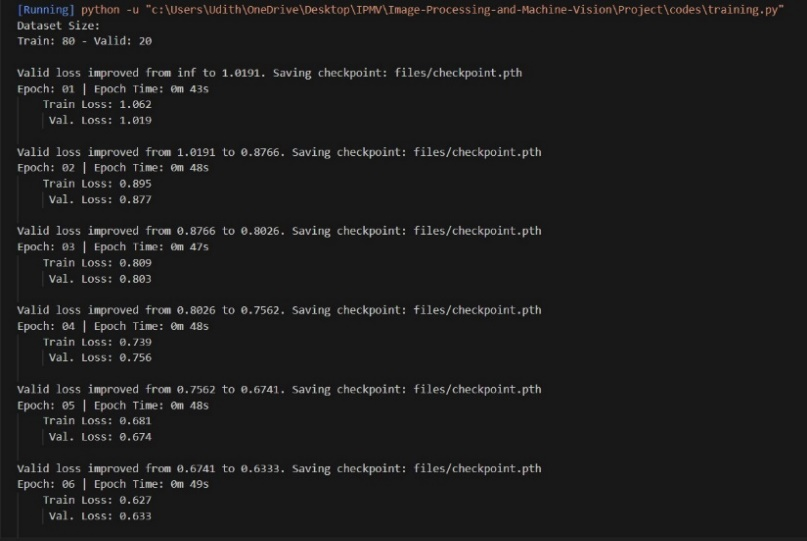 [Running] python -u "c:\Users\Udith\OneDrive\Desktop\IPMV\Image-Processing-and-Machine-Vision\Project\codes\training.py"
Dataset Size:
Train: 80 - Valid: 20
Valid loss improved from inf to 1.0191. Saving checkpoint: files/checkpoint.pth
Epoch: 01 | Epoch Time: 0m 43s
Train Loss: 1.062
Val. Loss: 1.019
Valid loss improved from 1.0191 to 0.8766. Saving checkpoint: files/checkpoint.pth
Epoch: 02 | Epoch Time: 0m 48s
Train Loss: 0.895
Val. Loss: 0.877
Valid loss improved from 0.8766 to 0.8026. Saving checkpoint: files/checkpoint.pth
Epoch: 03 | Epoch Time: 0m 47s
Train Loss: 0.809
Val. Loss: 0.803
Valid loss improved from 0.8026 to 0.7562. Saving checkpoint: files/checkpoint.pth
Epoch: 04 | Epoch Time: 0m 48s
Train Loss: 0.739
Val. Loss: 0.756
Valid loss improved from 0.7562 to 0.6741. Saving checkpoint: files/checkpoint.pth
Epoch: 05 | Epoch Time: 0m 48s
Train Loss: 0.681
Val. Loss: 0.674
Valid loss improved from 0.6741 to 0.6333. Saving checkpoint: files/checkpoint.pth
Epoch: 06 | Epoch Time: 0m 49s
Train Loss: 0.627
Val. Loss: 0.633